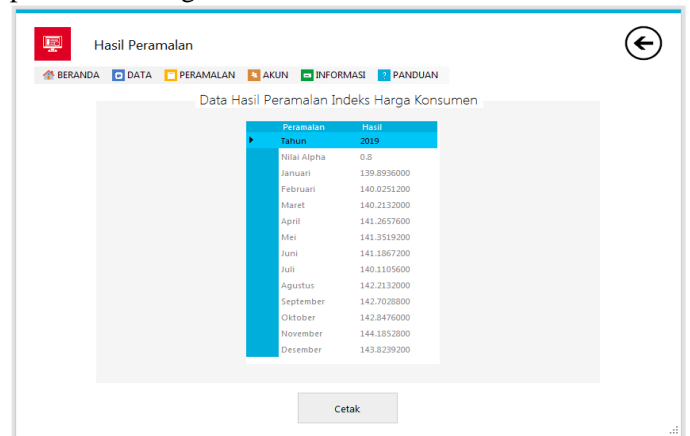 Hasil Peramalan
BERANDA DATA PERAMALAN AKUN INFORMASI ? PANDUAN
Data Hasil Peramalan Indeks Harga Konsumen
Peramalan Hasil
Tahun 2019
Nilai Alpha 0.8
Januari 139.8936000
Februari 140.0251200
Maret 140.2132000
April 141.2657600
Mei 141.3519200
Juni 141.1867200
Juli 140.1105600
Agustus 142.2132000
September 142.7028800
Oktober 142.8476000
November 144.1852800
Desember 143.8239200
Cetak